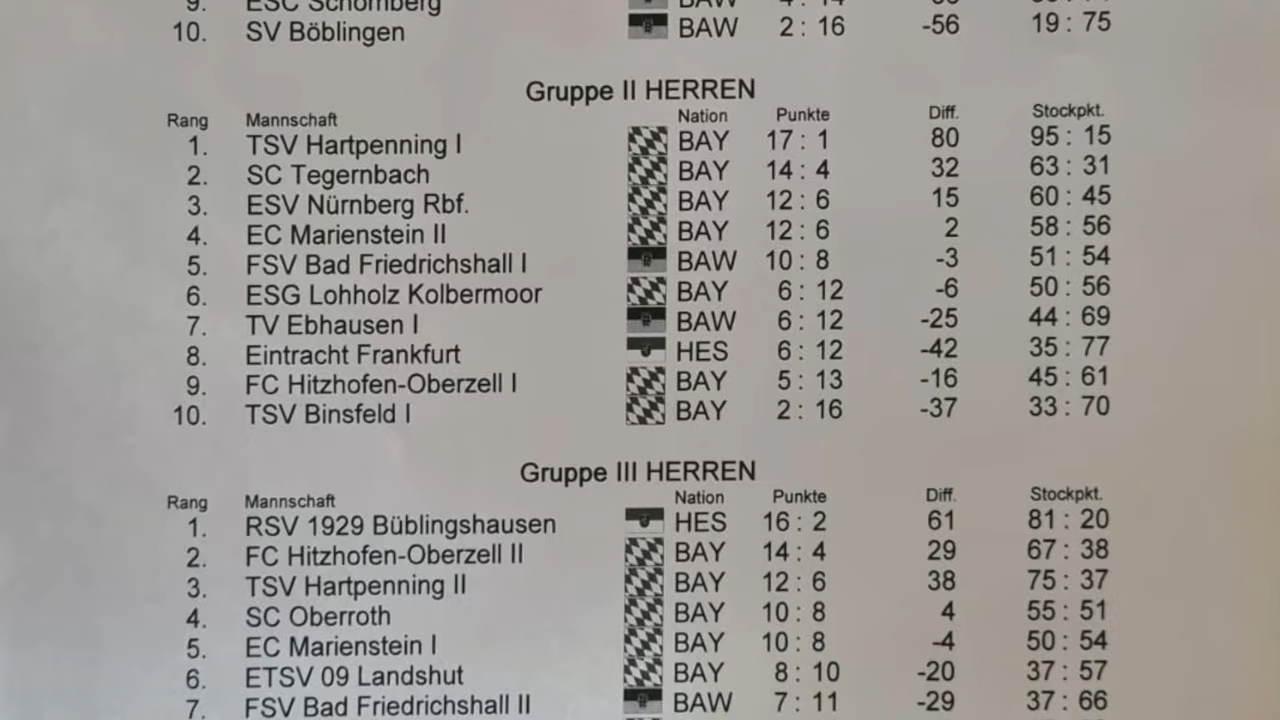 9. ESC Schömberg BAW 4 : 14
10. SV Böblingen BAW 2 : 16 -56 19 : 75
Gruppe II HERREN
Rang Mannschaft Nation Punkte Diff. Stockpkt.
1. TSV Hartpenning I BAY 17 : 1 80 95 : 15
2. SC Tegernbach BAY 14 : 4 32 63 : 31
3. ESV Nürnberg Rbf. BAY 12 : 6 15 60 : 45
4. EC Marienstein II BAY 12 : 6 2 58 : 56
5. FSV Bad Friedrichshall I BAW 10 : 8 -3 51 : 54
6. ESG Lohholz Kolbermoor BAY 6 : 12 -6 50 : 56
7. TV Ebhausen I BAW 6 : 12 -25 44 : 69
8. Eintracht Frankfurt HES 6 : 12 -42 35 : 77
9. FC Hitzhofen-Oberzell I BAY 5 : 13 -16 45 : 61
10. TSV Binsfeld I BAY 2 : 16 -37 33 : 70
Gruppe III HERREN
Rang Mannschaft Nation Punkte Diff. Stockpkt.
1. RSV 1929 Büblingshausen HES 16 : 2 61 81 : 20
2. FC Hitzhofen-Oberzell II BAY 14 : 4 29 67 : 38
3. TSV Hartpenning II BAY 12 : 6 38 75 : 37
4. SC Oberroth BAY 10 : 8 4 55 : 51
5. EC Marienstein I BAY 10 : 8 -4 50 : 54
6. ETSV 09 Landshut BAY 8 : 10 -20 37 : 57
7. FSV Bad Friedrichshall II BAW 7 : 11 -29 37 : 66